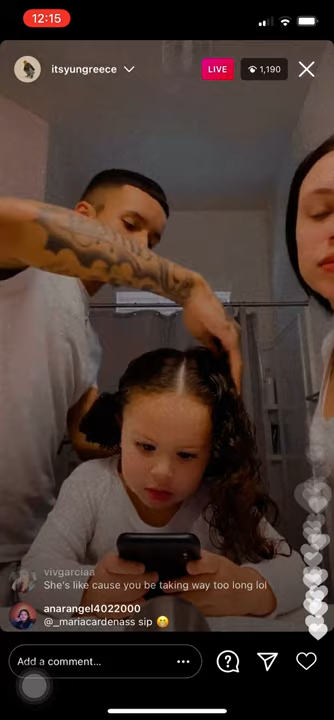 12:15
itsyungreece
LIVE
1,190
vivgarciaa
She's like cause you be taking way too long lol
anarangel4022000
@_mariacardenass sip 🤭
Add a comment...